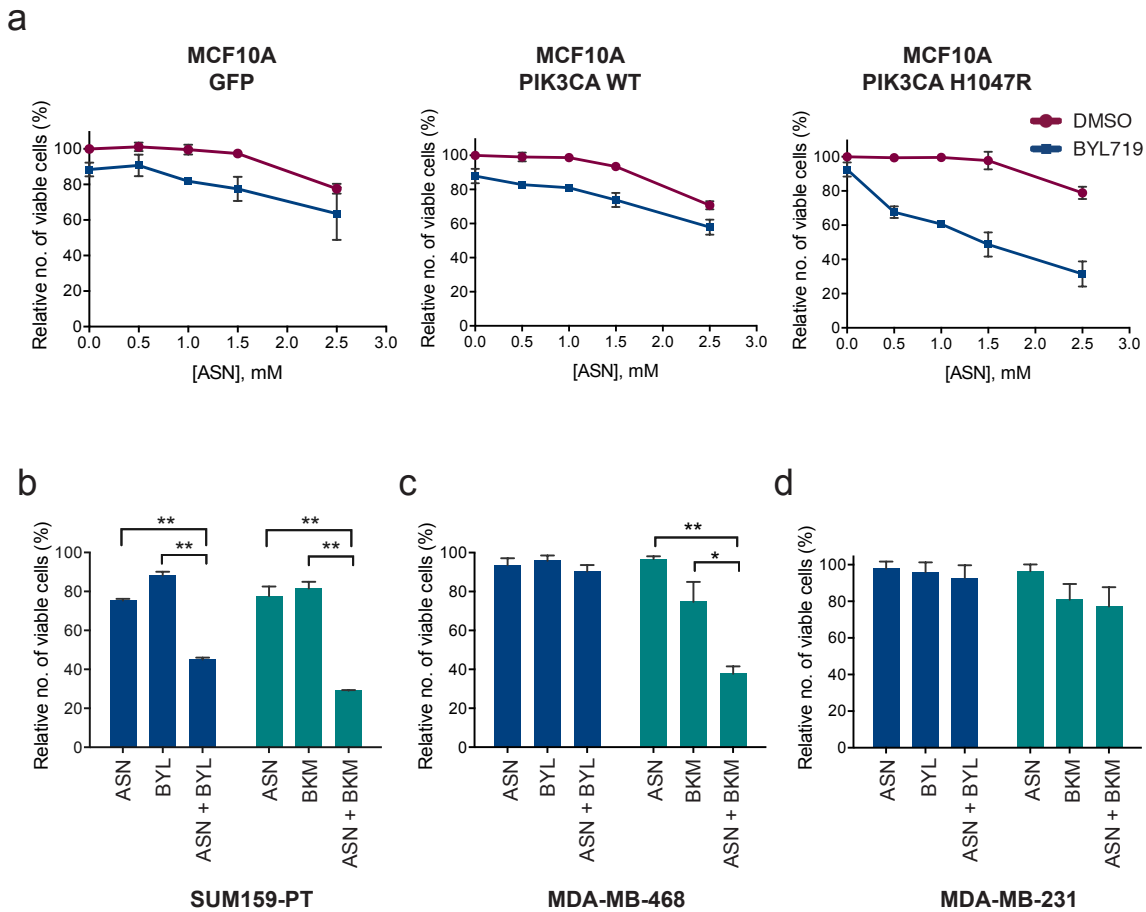 a
MCF10A
GFP
Relative no. of viable cells (%)
100
80
60
40
20
0
0.0 0.5 1.0 1.5 2.0 2.5 3.0
[ASN], mM
MCF10A
PIK3CA WT
Relative no. of viable cells (%)
100
80
60
40
20
0
0.0 0.5 1.0 1.5 2.0 2.5 3.0
[ASN], mM
MCF10A
PIK3CA H1047R
Relative no. of viable cells (%)
100
80
60
40
20
0
0.0 0.5 1.0 1.5 2.0 2.5 3.0
[ASN], mM
DMSO
BYL719
b
Relative no. of viable cells (%)
100
80
60
40
20
0
** **
** **
ASN BYL ASN + BYL ASN BKM ASN + BKM
SUM159-PT
c
Relative no. of viable cells (%)
100
80
60
40
20
0
**
*
ASN BYL ASN + BYL ASN BKM ASN + BKM
MDA-MB-468
d
Relative no. of viable cells (%)
100
80
60
40
20
0
ASN BYL ASN + BYL ASN BKM ASN + BKM
MDA-MB-231